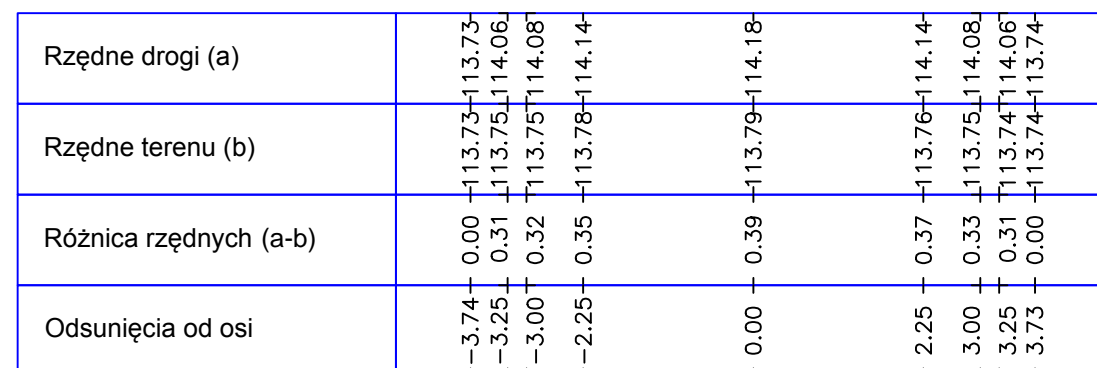 Rzędne drogi (a) 113.73 114.06 114.08 114.14 114.18 114.14 114.08 114.06 113.74
Rzędne terenu (b) 113.73 113.75 113.75 113.78 113.79 113.76 113.75 113.74 113.74
Różnica rzędnych (a-b) 0.00 0.31 0.32 0.35 0.39 0.37 0.33 0.31 0.00
Odsunięcia od osi -3.74 -3.25 -3.00 -2.25 0.00 2.25 3.00 3.25 3.73